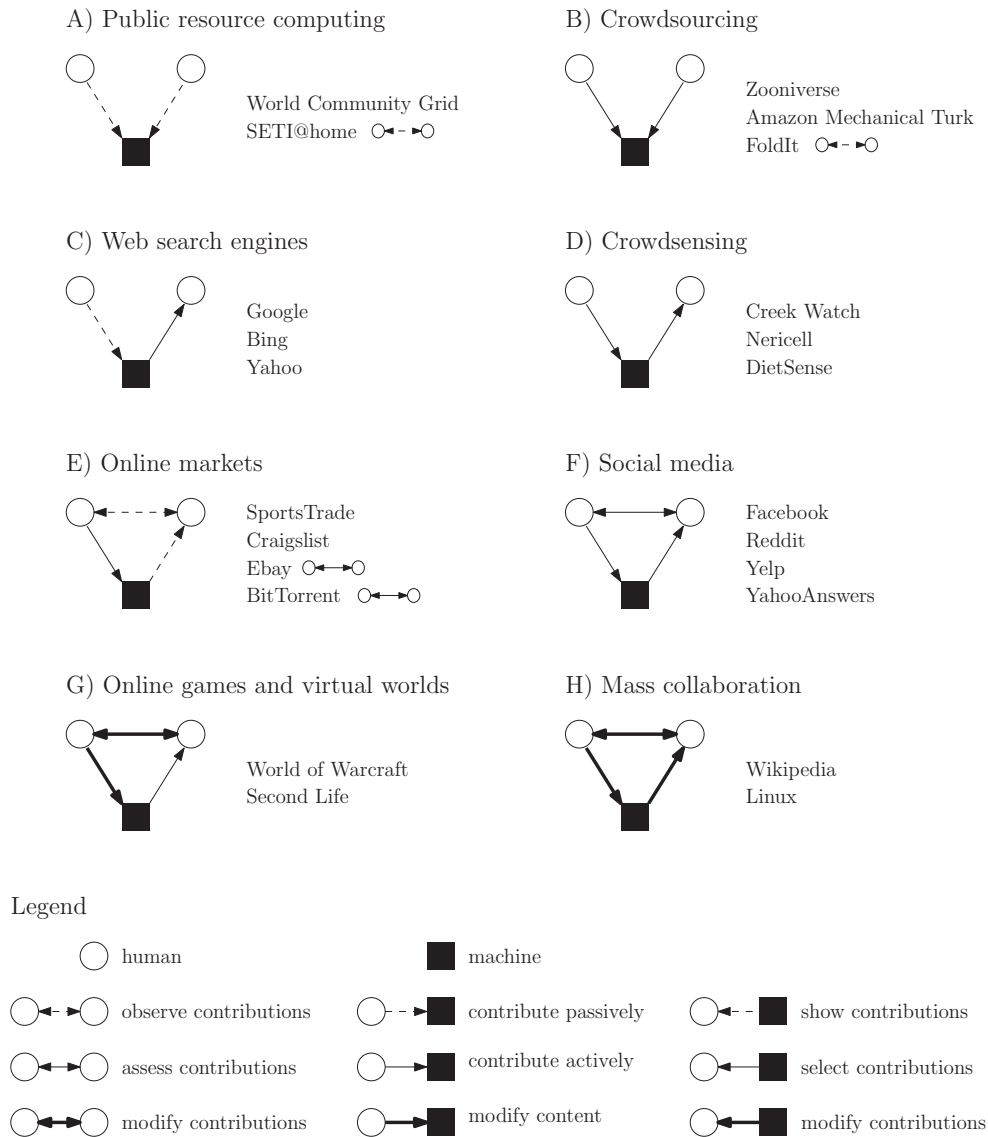 A) Public resource computing
World Community Grid
SETI@home
B) Crowdsourcing
Zooniverse
Amazon Mechanical Turk
FoldIt
C) Web search engines
Google
Bing
Yahoo
D) Crowdsensing
Creek Watch
Nericell
DietSense
E) Online markets
SportsTrade
Craigslist
Ebay
BitTorrent
F) Social media
Facebook
Reddit
Yelp
YahooAnswers
G) Online games and virtual worlds
World of Warcraft
Second Life
H) Mass collaboration
Wikipedia
Linux
Legend
human
machine
observe contributions
contribute passively
show contributions
assess contributions
contribute actively
select contributions
modify contributions
modify content
modify contributions